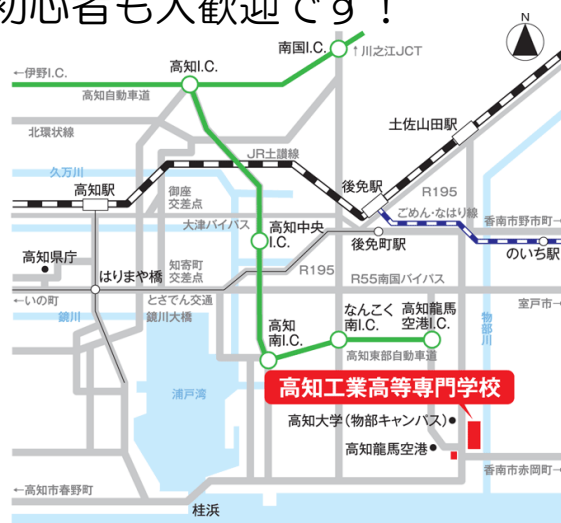 初心者も大歓迎です！
N
南国I.C.
↑川之江JCT
←伊野I.C.
高知I.C.
高知自動車道
土佐山田駅
北環状線
JR土讃線
久万川
高知駅
御座
交差点
後免駅
R195
ごめん・なはり線
大津バイパス
高知中央
I.C.
後免町駅
香南市野市町→
のいち駅
高知県庁
はりまや橋
知寄町
交差点
R195
R55南国バイパス
←いの町
とさでん交通
鏡川
鏡川大橋
高知
南I.C.
なんこく
南I.C.
高知龍馬
空港I.C.
物部川
室戸市→
高知東部自動車道
高知工業高等専門学校
浦戸湾
高知大学（物部キャンパス）
高知龍馬空港
香南市赤岡町→
←高知市春野町
桂浜